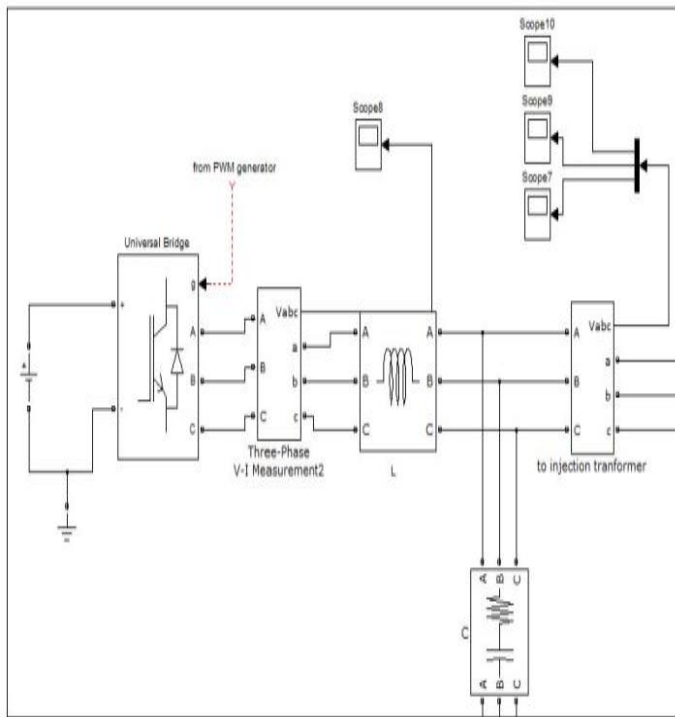 Scope10
Scope9
Scope7
Scope8
from PWM generator
Universal Bridge
g
+
A
B
C
-
+
A
B
C
Vabc
a
b
c
Three-Phase
V-I Measurement2
A
B
C
A
B
C
L
A
B
C
Vabc
a
b
c
to injection tranformer
A B C
C
A B C